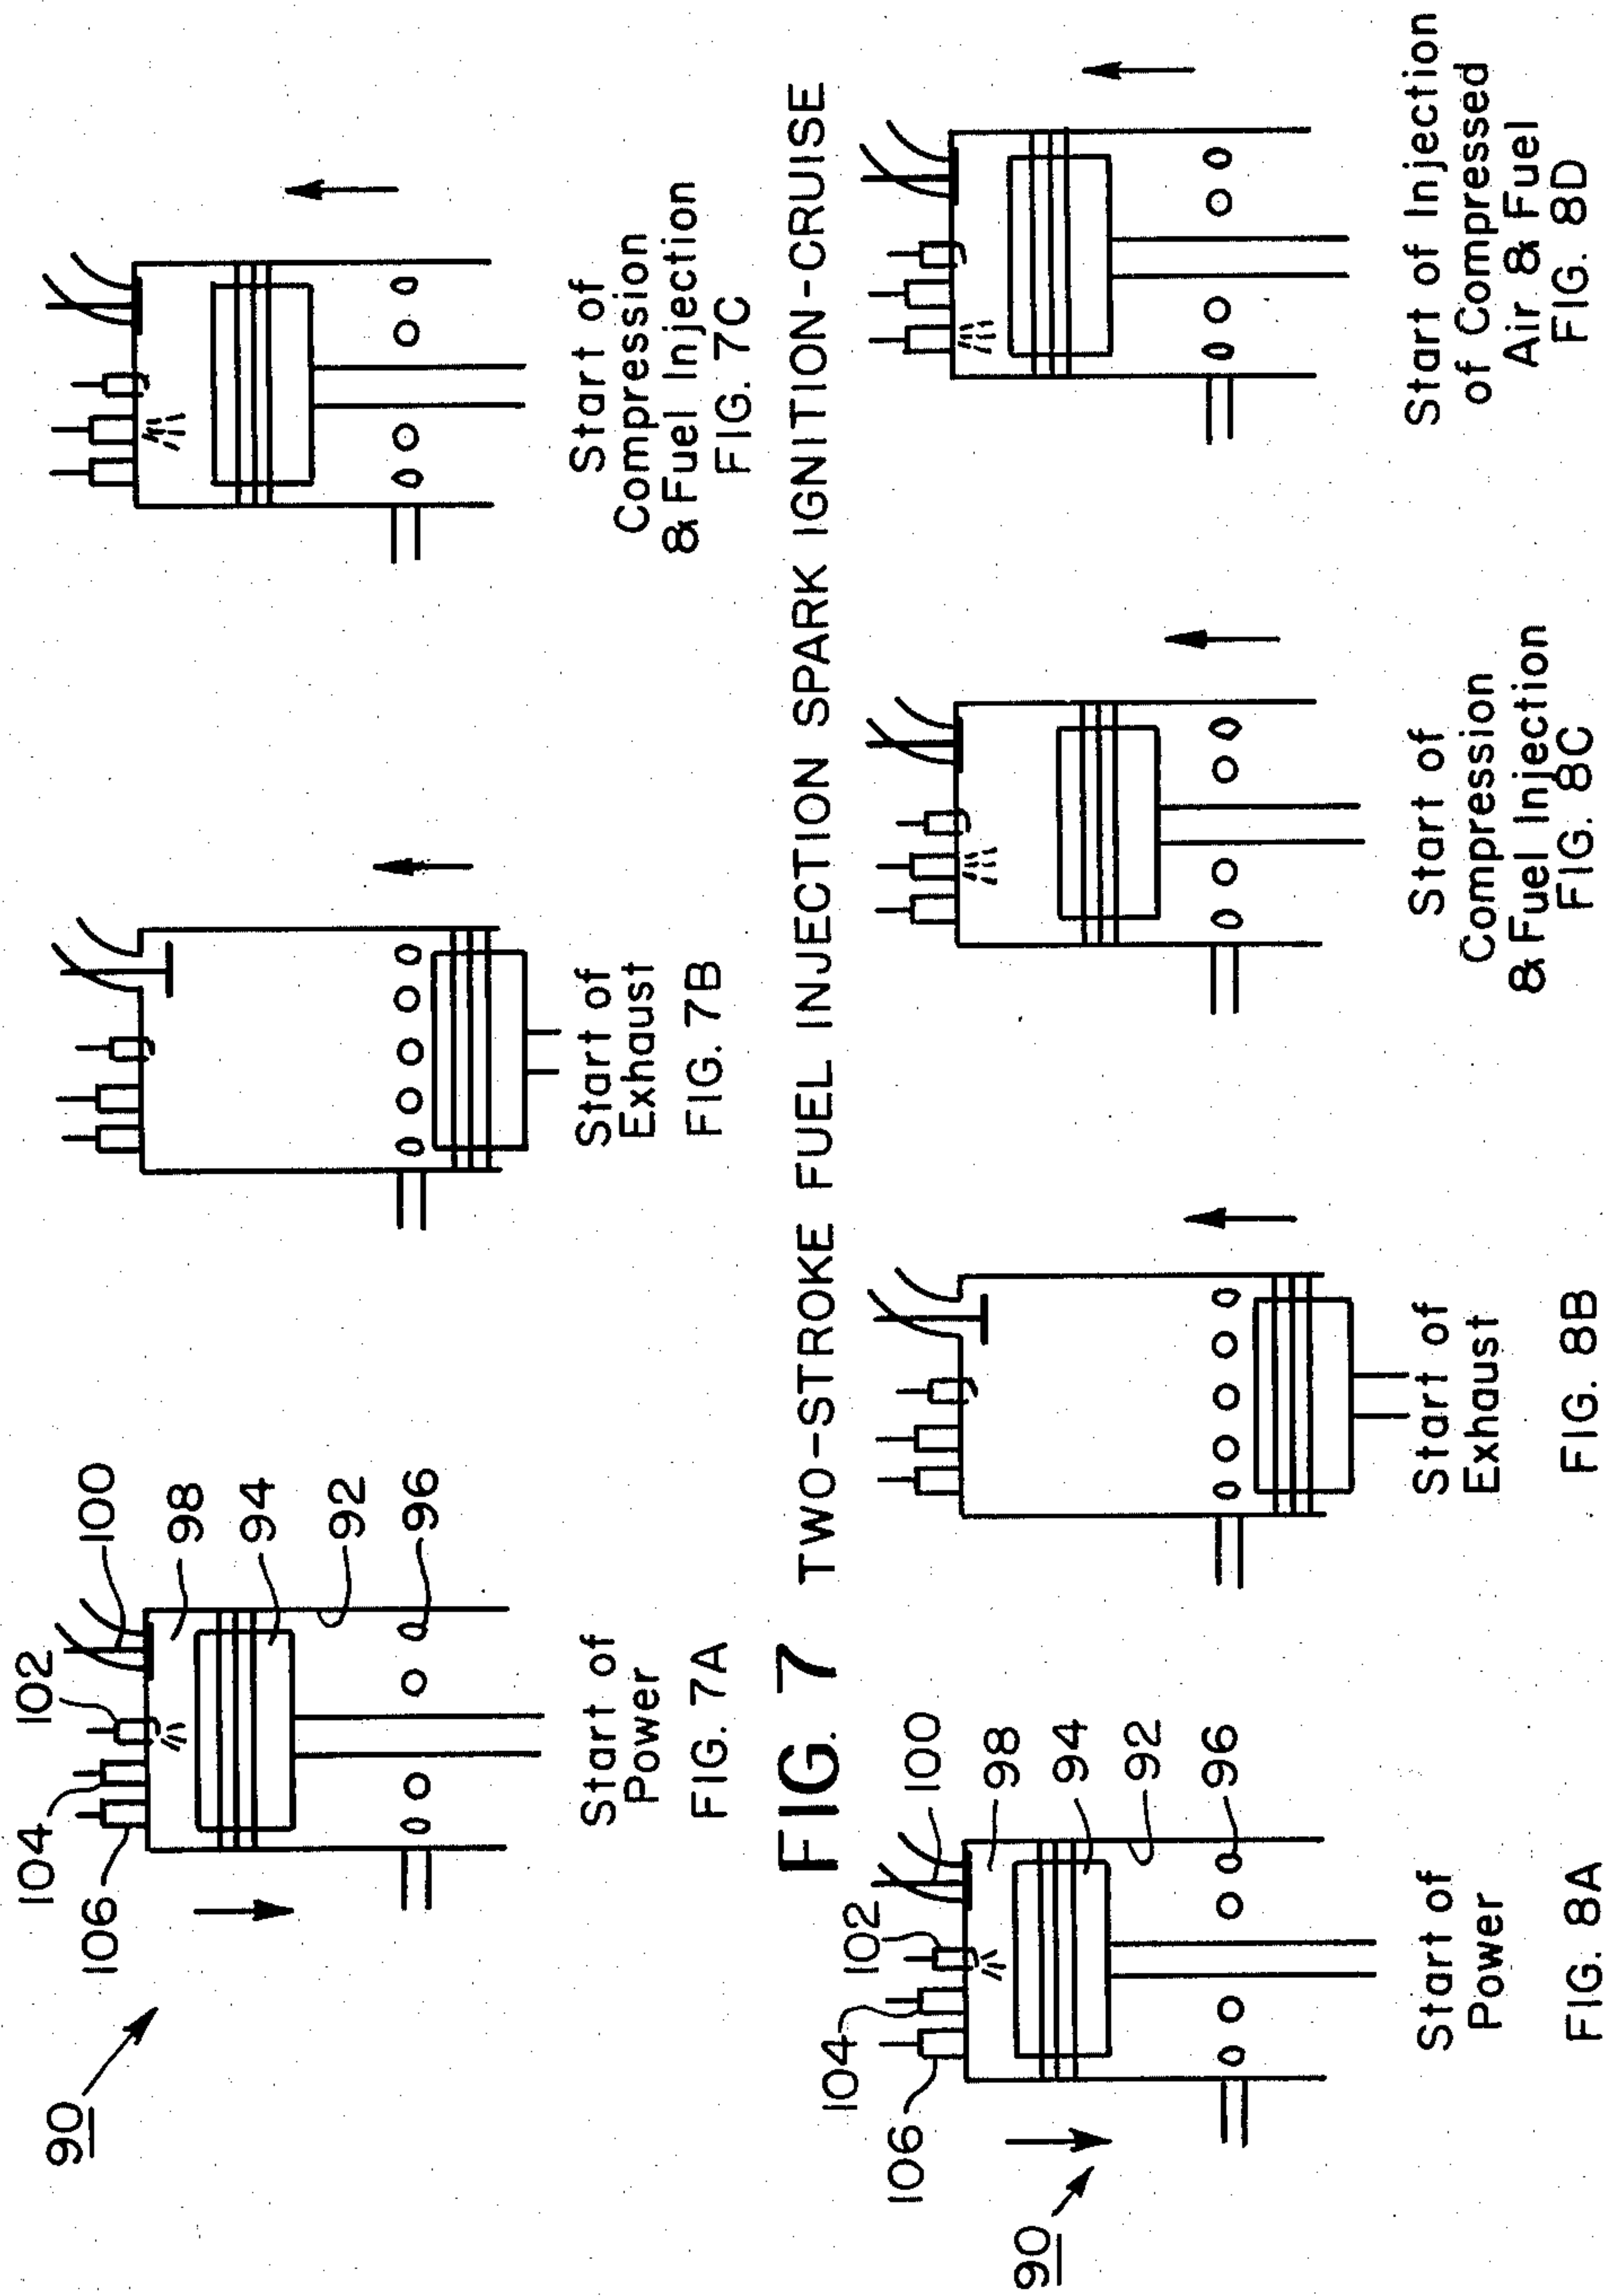 90
106
104
102
100
98
94
92
96
Start of
Power
FIG. 7A
Start of
Exhaust
FIG. 7B
Start of
Compression
& Fuel Injection
FIG. 7C
FIG. 7 TWO-STROKE FUEL INJECTION SPARK IGNITION-CRUISE
90
106
104
102
100
98
94
92
96
Start of
Power
FIG. 8A
Start of
Exhaust
FIG. 8B
Start of
Compression
& Fuel Injection
FIG. 8C
Start of Injection
of Compressed
Air & Fuel
FIG. 8D